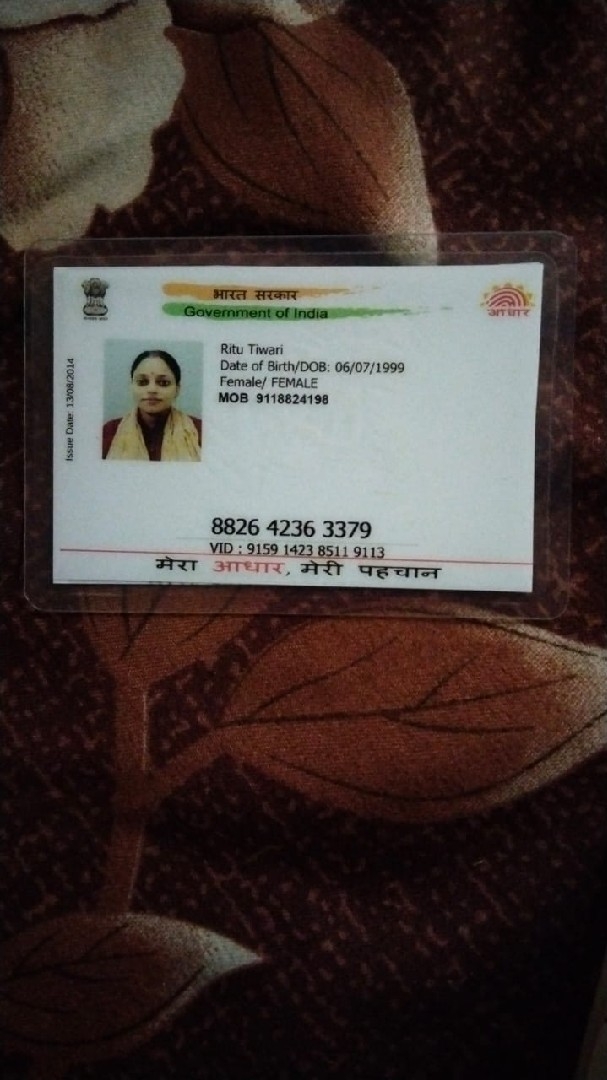 भारत सरकार
Government of India
आधार
Issue Date: 13/08/2014
Ritu Tiwari
Date of Birth/DOB: 06/07/1999
Female/ FEMALE
MOB 9118824198
8826 4236 3379
VID : 9159 1423 8511 9113
मेरा आधार, मेरी पहचान